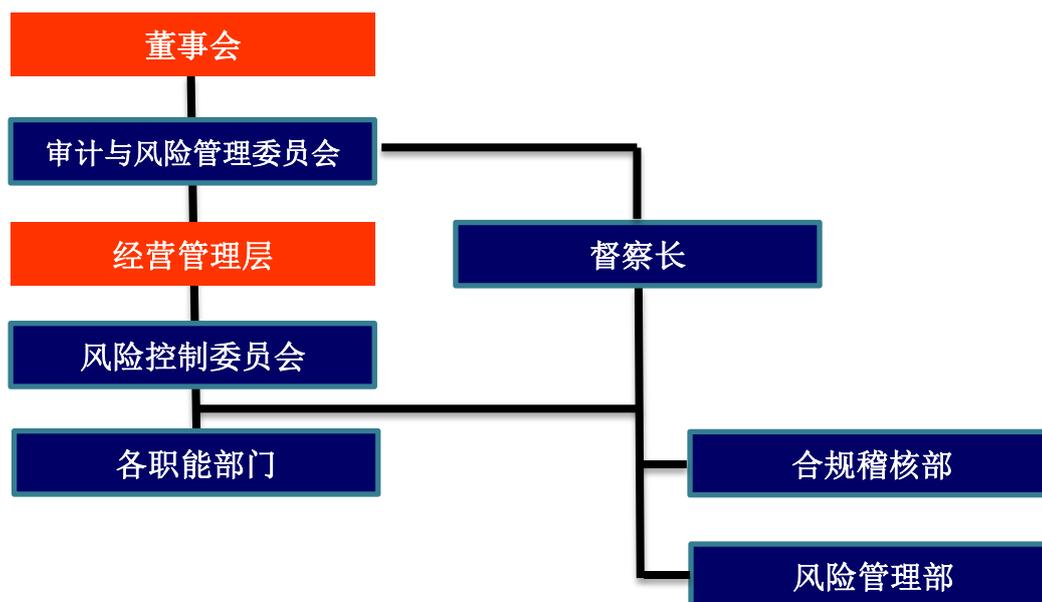 董事会
审计与风险管理委员会
经营管理层
督察长
风险控制委员会
各职能部门
合规稽核部
风险管理部